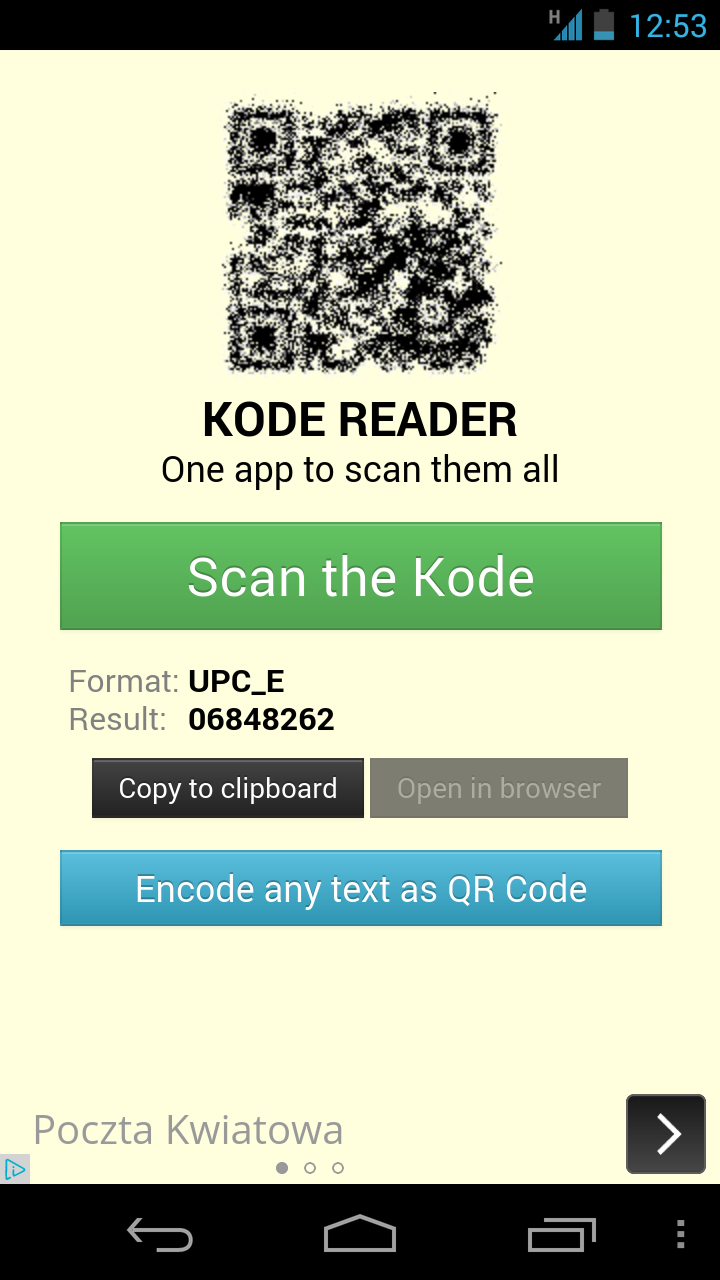 H 12:53
KODE READER
One app to scan them all
Scan the Kode
Format: UPC_E
Result: 06848262
Copy to clipboard Open in browser
Encode any text as QR Code
Poczta Kwiatowa